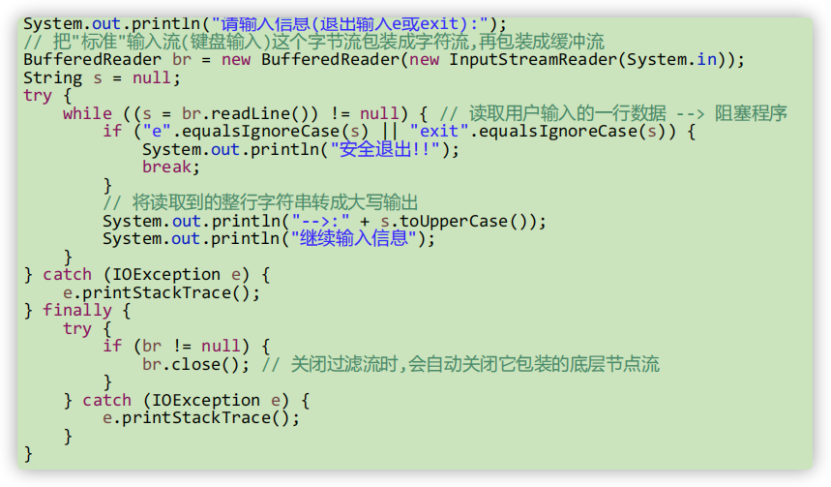 System.out.println("请输入信息(退出输入e或exit):");
// 把"标准"输入流(键盘输入)这个字节流包装成字符流,再包装成缓冲流
BufferedReader br = new BufferedReader(new InputStreamReader(System.in));
String s = null;
try {
    while ((s = br.readLine()) != null) { // 读取用户输入的一行数据 --> 阻塞程序
        if ("e".equalsIgnoreCase(s) || "exit".equalsIgnoreCase(s)) {
            System.out.println("安全退出!!");
            break;
        }
        // 将读取到的整行字符串转成大写输出
        System.out.println("-->:" + s.toUpperCase());
        System.out.println("继续输入信息");
    }
} catch (IOException e) {
    e.printStackTrace();
} finally {
    try {
        if (br != null) {
            br.close(); // 关闭过滤流时,会自动关闭它包装的底层节点流
        }
    } catch (IOException e) {
        e.printStackTrace();
    }
}